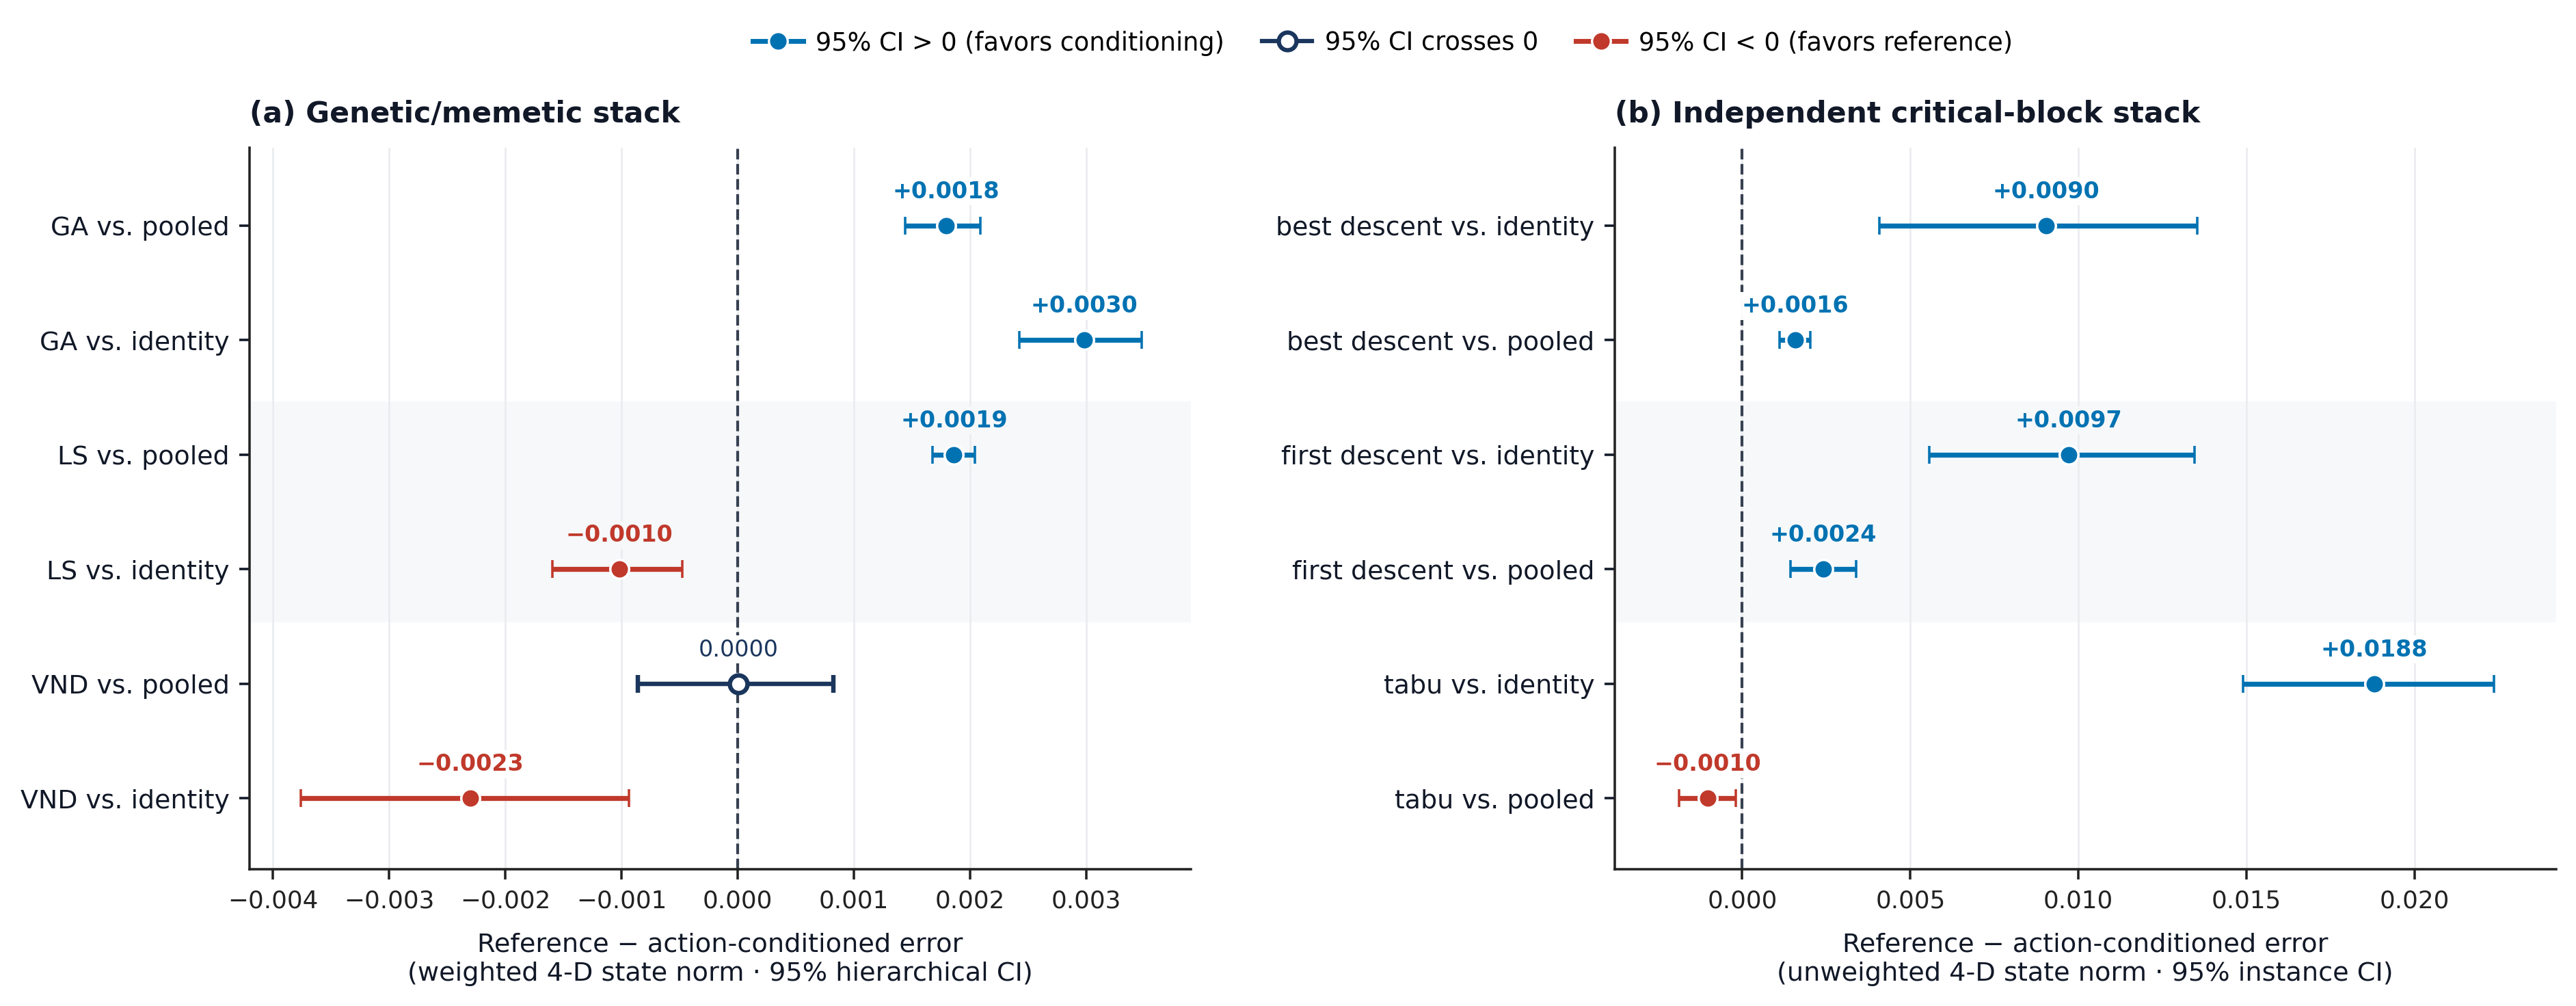 95% CI > 0 (favors conditioning)
95% CI crosses 0
95% CI < 0 (favors reference)
(a) Genetic/memetic stack
GA vs. pooled
+0.0018
GA vs. identity
+0.0030
LS vs. pooled
+0.0019
LS vs. identity
−0.0010
VND vs. pooled
0.0000
VND vs. identity
−0.0023
−0.004 −0.003 −0.002 −0.001 0.000 0.001 0.002 0.003
Reference − action-conditioned error
(weighted 4-D state norm · 95% hierarchical CI)
(b) Independent critical-block stack
best descent vs. identity
+0.0090
best descent vs. pooled
+0.0016
first descent vs. identity
+0.0097
first descent vs. pooled
+0.0024
tabu vs. identity
+0.0188
tabu vs. pooled
−0.0010
0.000 0.005 0.010 0.015 0.020
Reference − action-conditioned error
(unweighted 4-D state norm · 95% instance CI)